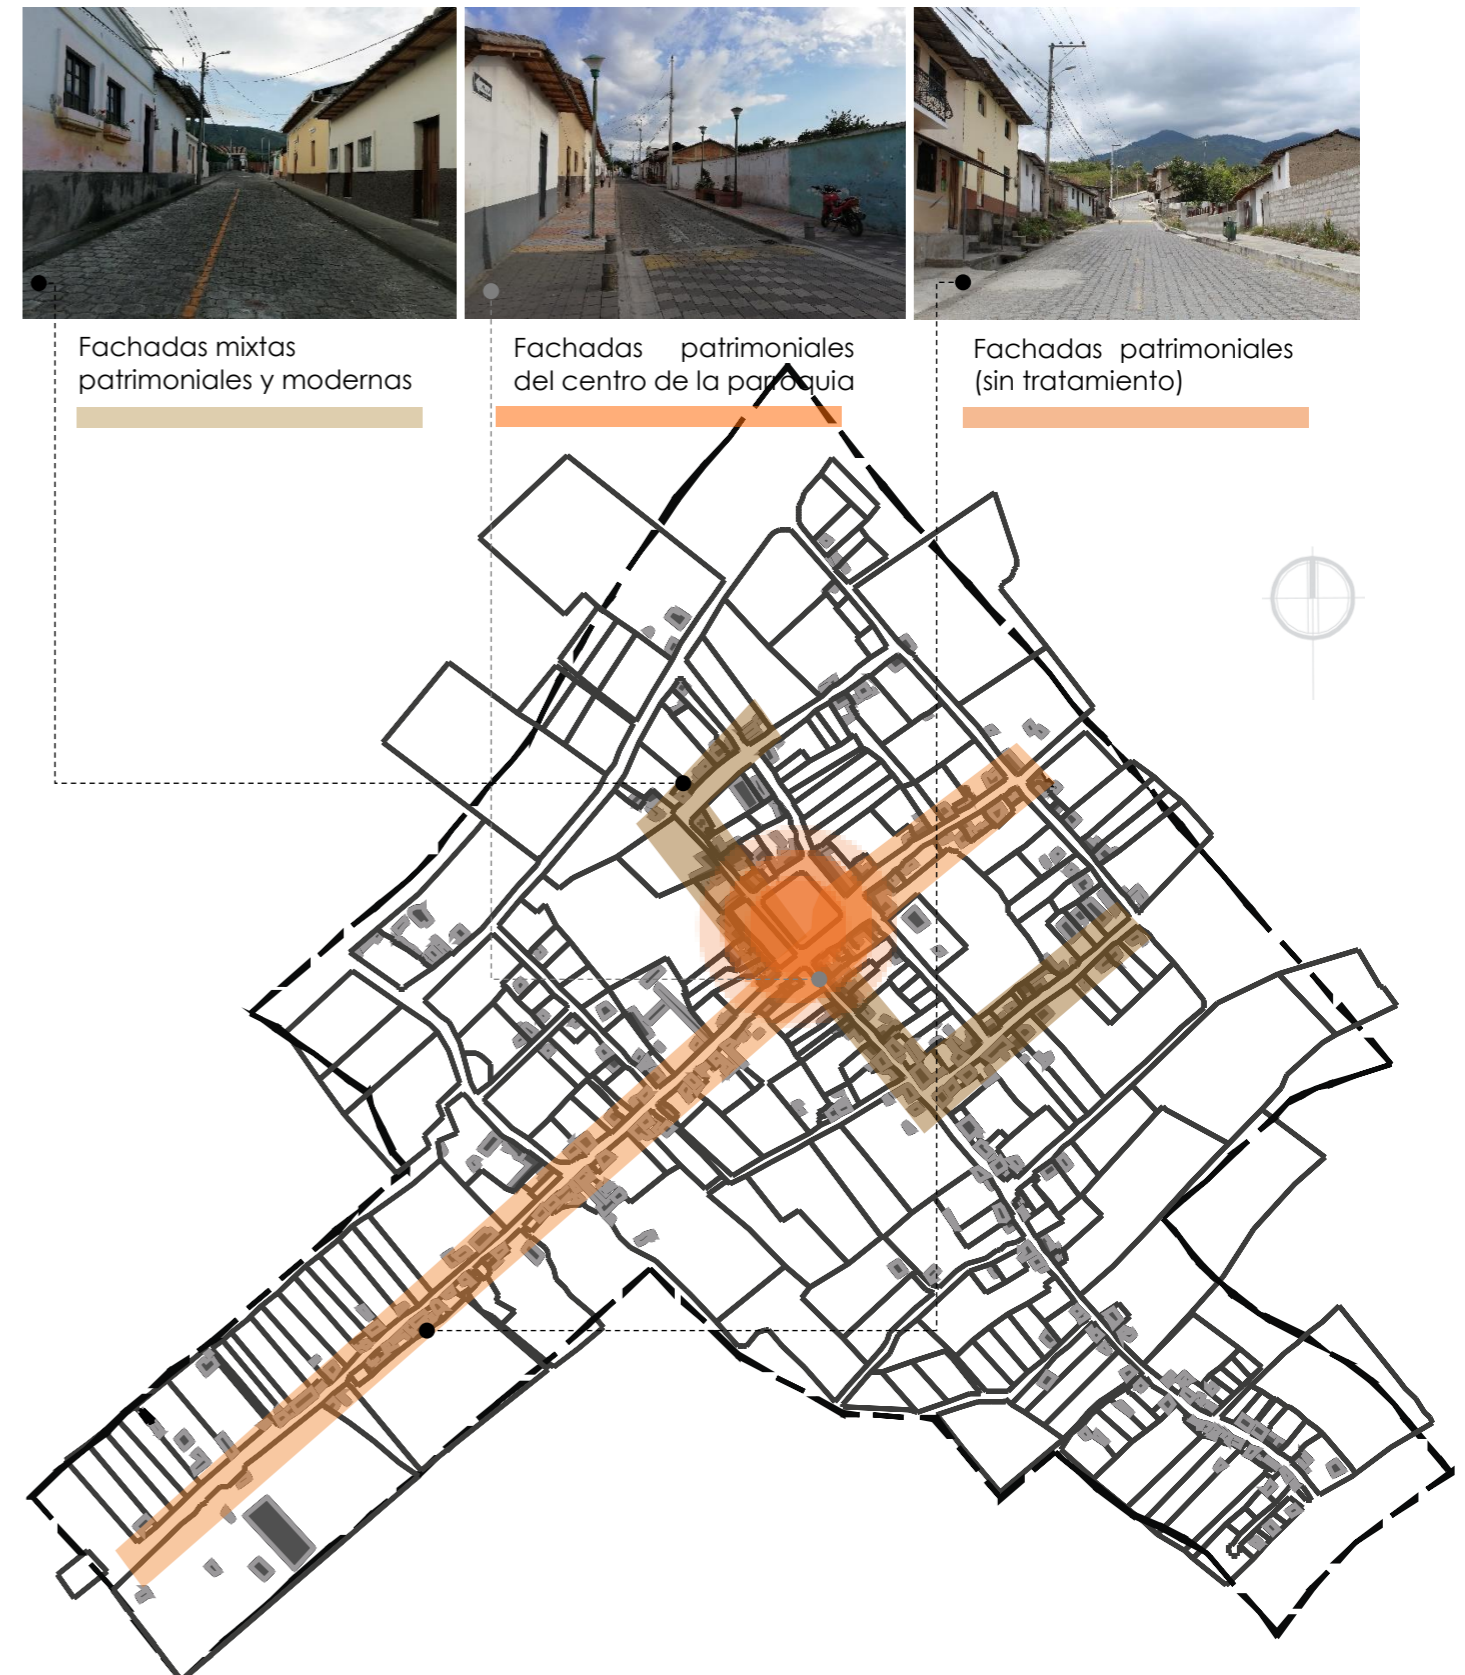 Fachadas mixtas
patrimoniales y modernas
Fachadas patrimoniales
del centro de la parroquia
Fachadas patrimoniales
(sin tratamiento)